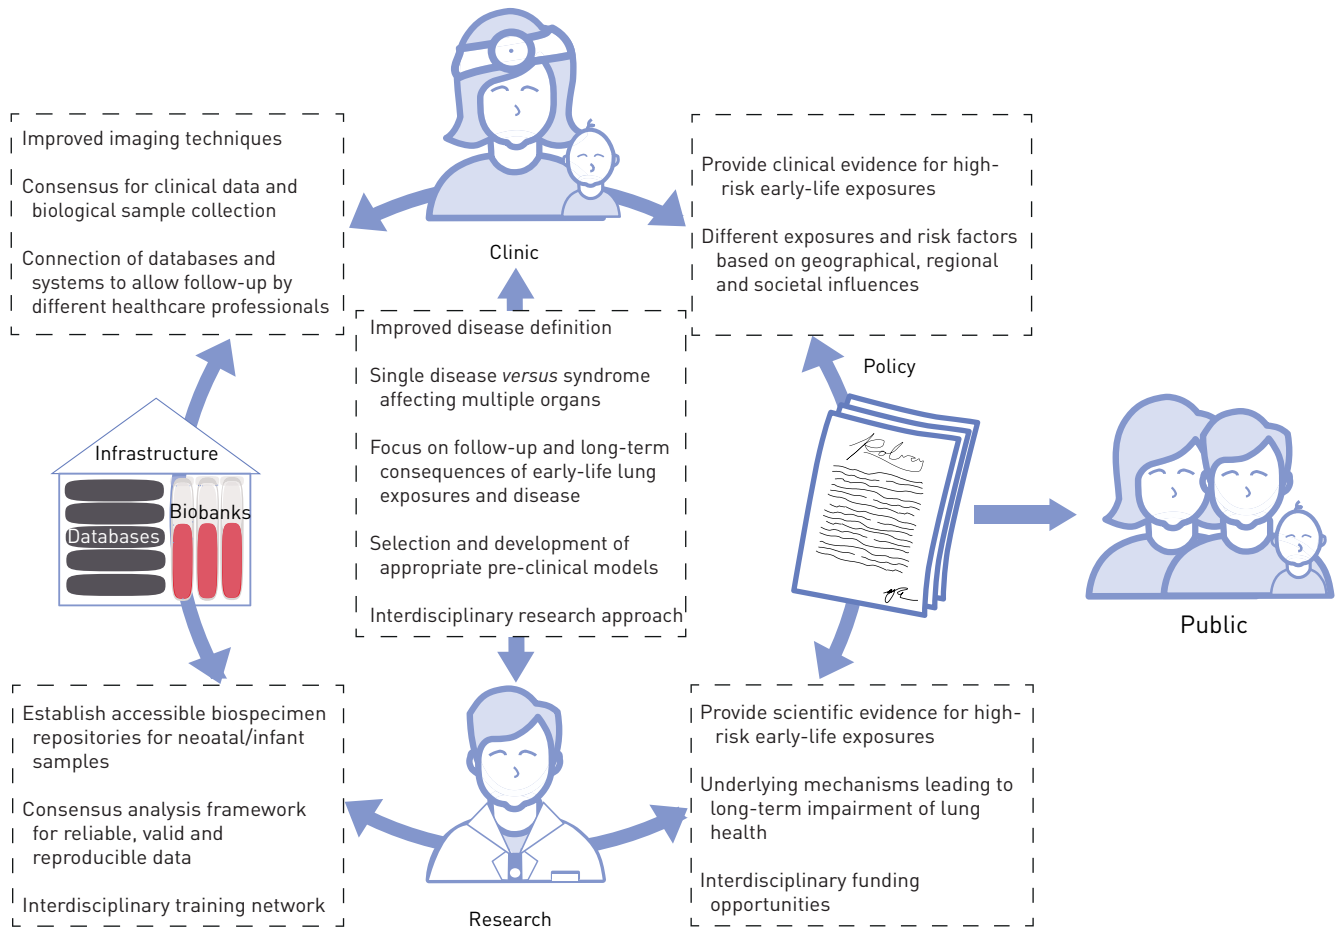 Improved imaging techniques
Consensus for clinical data and
biological sample collection
Connection of databases and
systems to allow follow-up by
different healthcare professionals
Clinic
Provide clinical evidence for high-
risk early-life exposures
Different exposures and risk factors
based on geographical, regional
and societal influences
Improved disease definition
Single disease versus syndrome
affecting multiple organs
Focus on follow-up and long-term
consequences of early-life lung
exposures and disease
Selection and development of
appropriate pre-clinical models
Interdisciplinary research approach
Infrastructure
Biobanks
Databases
Policy
Policy
Public
Establish accessible biospecimen
repositories for neoatal/infant
samples
Consensus analysis framework
for reliable, valid and
reproducible data
Interdisciplinary training network
Research
Provide scientific evidence for high-
risk early-life exposures
Underlying mechanisms leading to
long-term impairment of lung
health
Interdisciplinary funding
opportunities